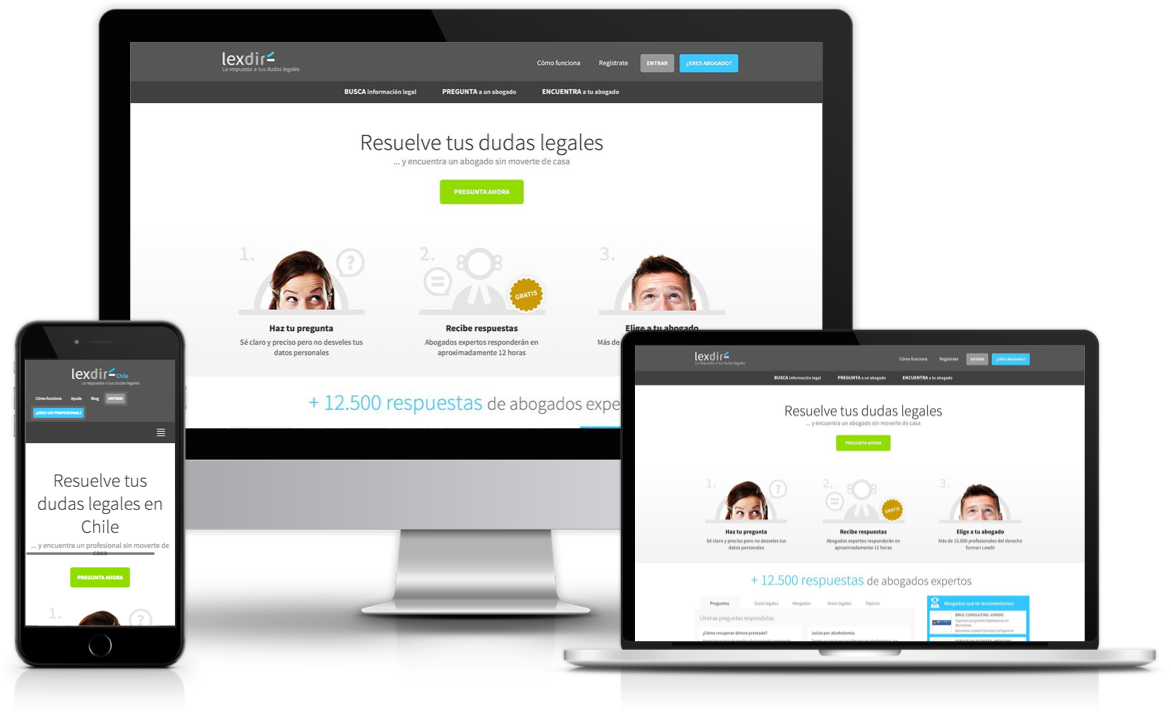 lexdir
La respuesta a tus dudas legales
Cómo funciona Regístrate ENTRAR ¿ERES ABOGADO?
BUSCA información legal PREGUNTA a un abogado ENCUENTRA a tu abogado
Resuelve tus dudas legales
... y encuentra un abogado sin moverte de casa
PREGUNTA AHORA
1. ? 2. 3.
GRATIS
Haz tu pregunta Recibe respuestas Elige a tu abogado
Sé claro y preciso pero no desveles tus Abogados expertos responderán en Más de
datos personales aproximadamente 12 horas
+ 12.500 respuestas de abogados expe
lexdir Chile
La respuesta a tus dudas legales
Cómo funciona Ayuda Blog ENTRAR
¿ERES UN PROFESIONAL?
Resuelve tus
dudas legales en
Chile
... y encuentra un profesional sin moverte de
casa
PREGUNTA AHORA
1. ?
lexdir
La respuesta a tus dudas legales
Cómo funciona Regístrate ENTRAR ¿ERES ABOGADO?
BUSCA información legal PREGUNTA a un abogado ENCUENTRA a tu abogado
Resuelve tus dudas legales
... y encuentra un abogado sin moverte de casa
PREGUNTA AHORA
1. ? 2. 3.
GRATIS
Haz tu pregunta Recibe respuestas Elige a tu abogado
Sé claro y preciso pero no desveles tus Abogados expertos responderán en Más de 15.000 profesionales del derecho
datos personales aproximadamente 12 horas forman Lexdir
+ 12.500 respuestas de abogados expertos
Preguntas Guías legales Abogados Áreas legales Tópicos
Abogados que te recomendamos
Últimas preguntas respondidas
BRUC CONSULTING JURIDIC
¿Cómo recuperar dinero prestado? Juicio por alcoholemia.